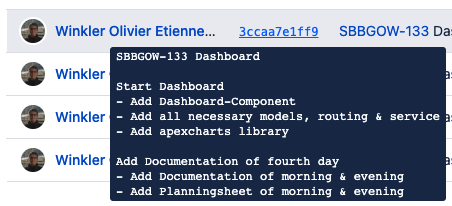 Winkler Olivier Etienne... 3ccaa7e1ff9 SBBGOW-133 Das
SBBGOW-133 Dashboard
Winkler
Start Dashboard
- Add Dashboard-Component
Winkler
- Add all necessary models, routing & service
- Add apexcharts library
Winkler
Add Documentation of fourth day
- Add Documentation of morning & evening
- Add Planningsheet of morning & evening